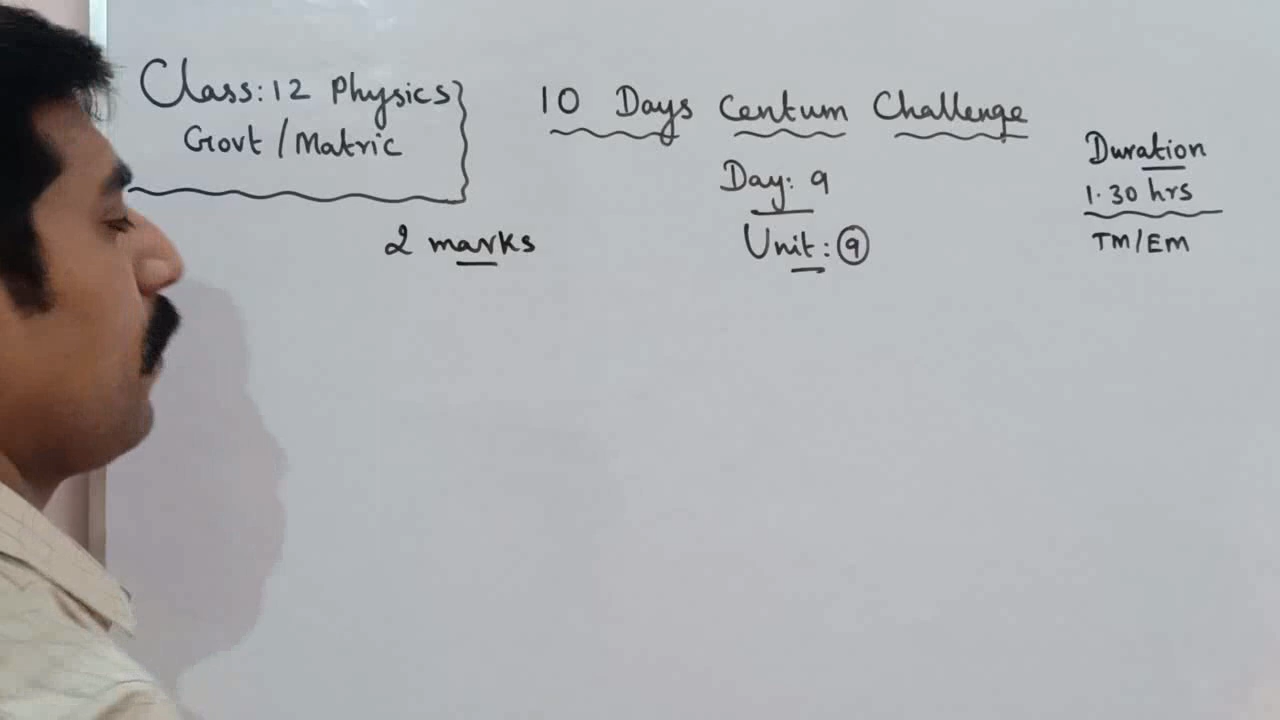 Class: 12 Physics
Govt / Matric
10 Days Centum Challenge
Day: 9
Unit: 9
Duration
1.30 hrs
TM/EM
2 marks